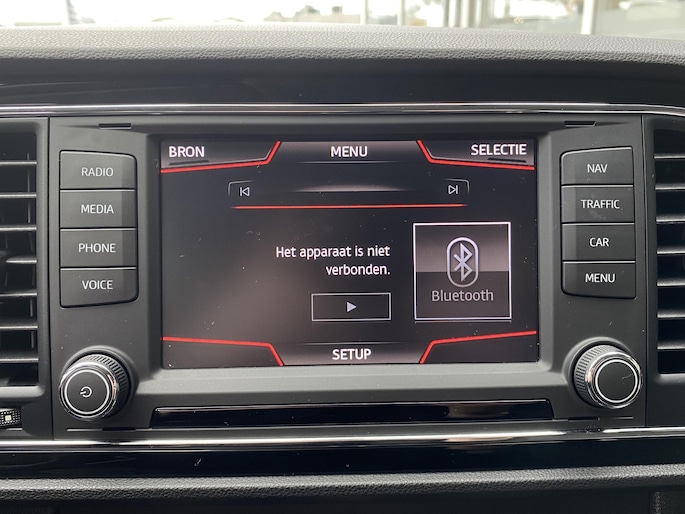 BRON MENU SELECTIE
RADIO
MEDIA
PHONE
VOICE
Het apparaat is niet
verbonden.
Bluetooth
SETUP
NAV
TRAFFIC
CAR
MENU